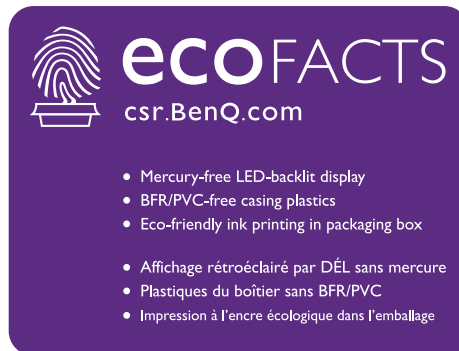 ecoFACTS
csr.BenQ.com
• Mercury-free LED-backlit display
• BFR/PVC-free casing plastics
• Eco-friendly ink printing in packaging box
• Affichage rétroéclairé par DÉL sans mercure
• Plastiques du boîtier sans BFR/PVC
• Impression à l'encre écologique dans l'emballage